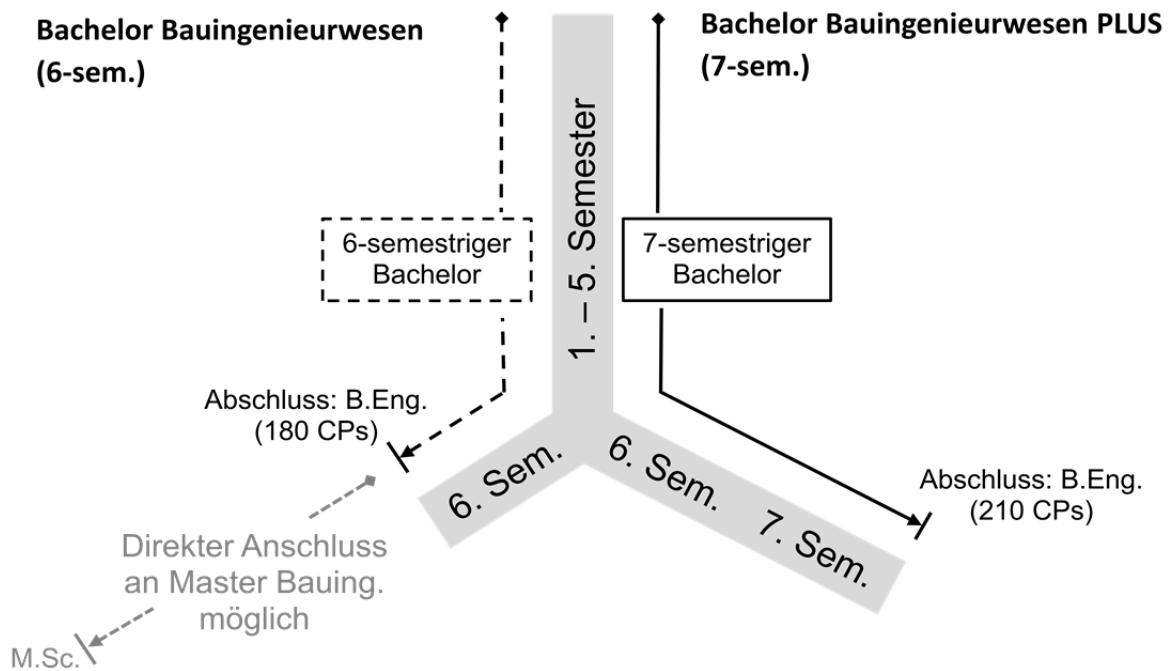 Bachelor Bauingenieurwesen
(6-sem.)
Bachelor Bauingenieurwesen PLUS
(7-sem.)
1. – 5. Semester
6-semestriger
Bachelor
7-semestriger
Bachelor
Abschluss: B.Eng.
(180 CPs)
6. Sem.
6. Sem.
7. Sem.
Abschluss: B.Eng.
(210 CPs)
Direkter Anschluss
an Master Bauing.
möglich
M.Sc.